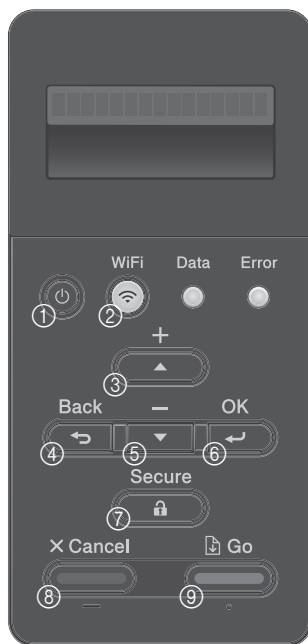 WiFi Data Error
① ②
+
③
Back − OK
④ ⑤ ⑥
Secure
⑦
× Cancel Go
⑧ ⑨